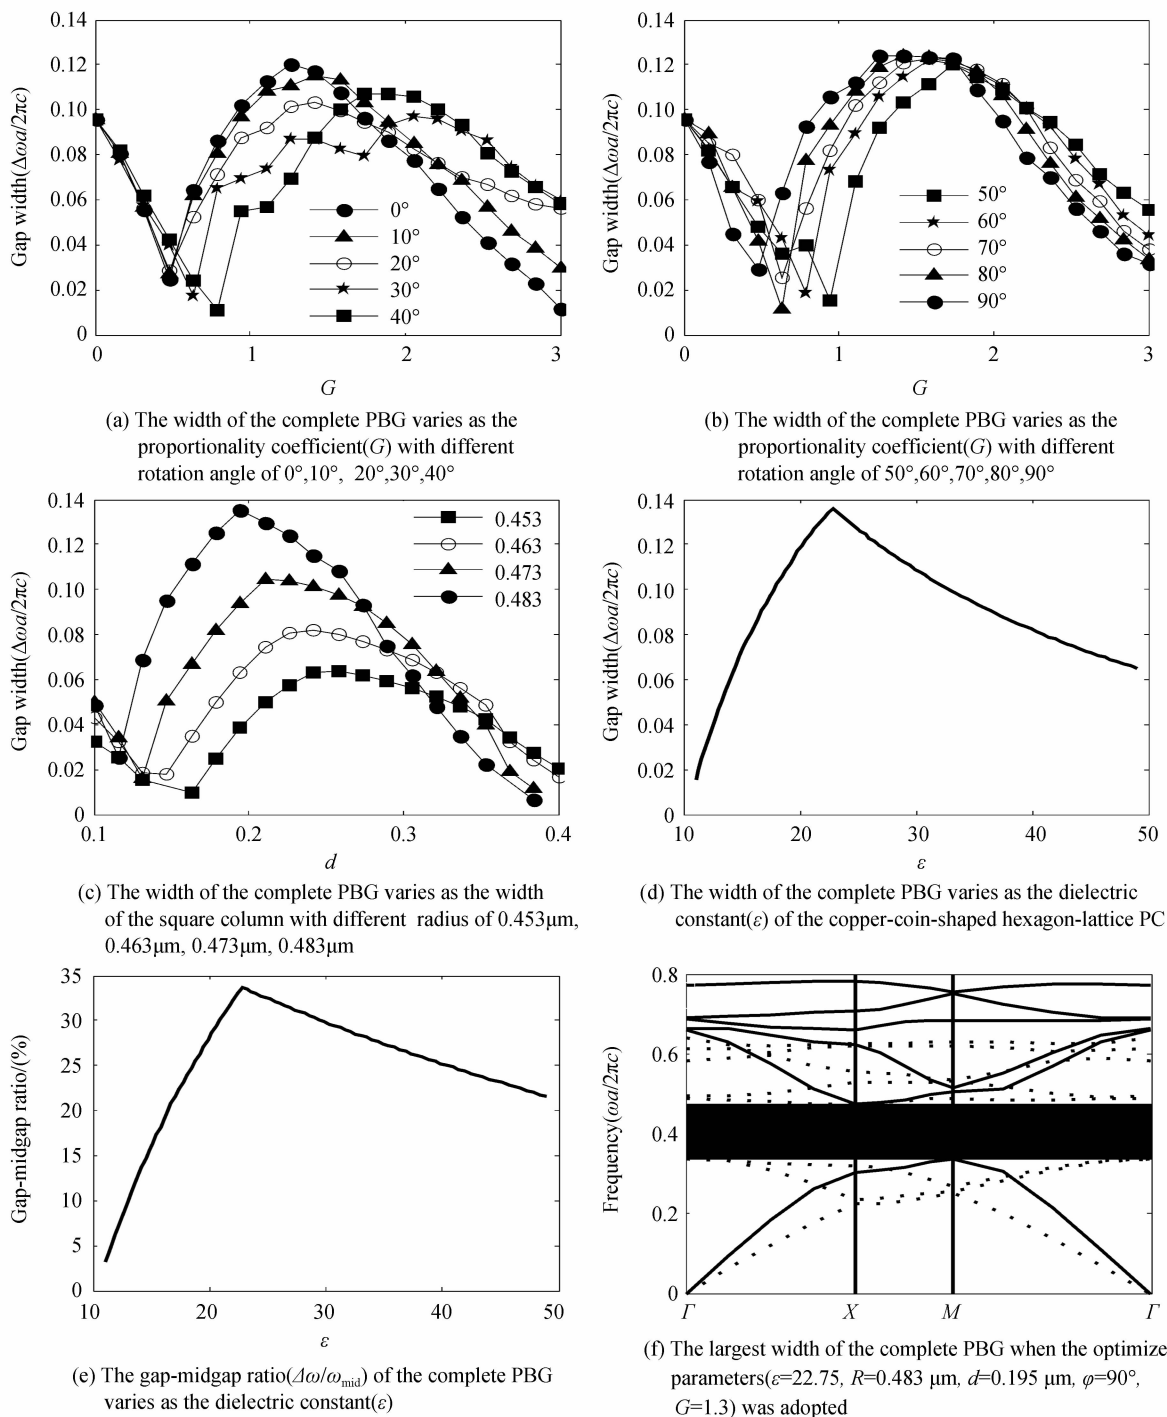 0.14
0.12
0.10
0.08
0.06
0.04
0.02
0
Gap width(Δωa/2πc)
0°
10°
20°
30°
40°
0 1 2 3
G
(a) The width of the complete PBG varies as the
proportionality coefficient(G) with different
rotation angle of 0°,10°, 20°,30°,40°
0.14
0.12
0.10
0.08
0.06
0.04
0.02
0
Gap width(Δωa/2πc)
50°
60°
70°
80°
90°
0 1 2 3
G
(b) The width of the complete PBG varies as the
proportionality coefficient(G) with different
rotation angle of 50°,60°,70°,80°,90°
0.14
0.12
0.10
0.08
0.06
0.04
0.02
0
Gap width(Δωa/2πc)
0.453
0.463
0.473
0.483
0.1 0.2 0.3 0.4
d
(c) The width of the complete PBG varies as the width
of the square column with different radius of 0.453μm,
0.463μm, 0.473μm, 0.483μm
0.14
0.12
0.10
0.08
0.06
0.04
0.02
0
Gap width(Δωa/2πc)
10 20 30 40 50
ε
(d) The width of the complete PBG varies as the dielectric
constant(ε) of the copper-coin-shaped hexagon-lattice PC
35
33
25
22
33
10
5
0
Gap-midgap ratio/(%)
10 20 30 40 50
ε
(e) The gap-midgap ratio(Δω/ωmid) of the complete PBG
varies as the dielectric constant(ε)
0.8
0.6
0.4
0.2
0
Frequency(ωa/2πc)
Γ X M Γ
(f) The largest width of the complete PBG when the optimize
parameters(ε=22.75, R=0.483 μm, d=0.195 μm, φ=90°,
G=1.3) was adopted